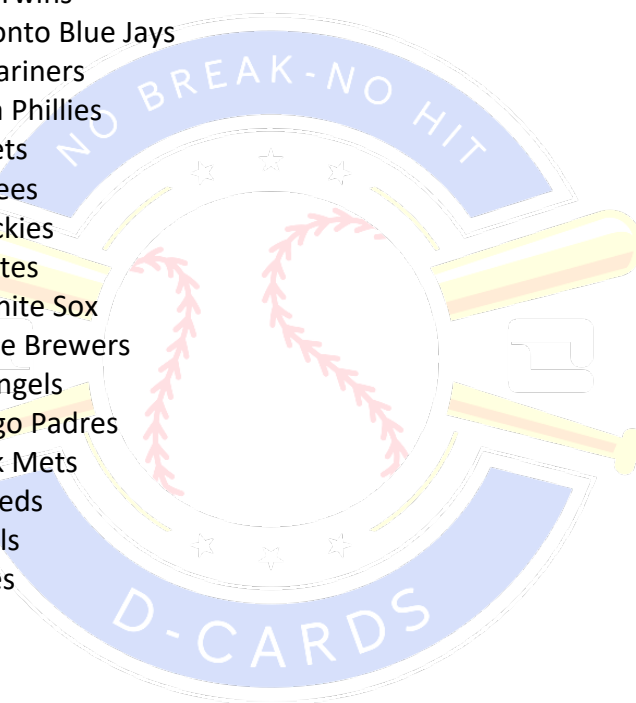 Twins
onto Blue Jays
ariners
a Phillies
ets
ees
ckies
tes
hite Sox
e Brewers
ngels
go Padres
k Mets
eds
ls
es
NO BREAK-NO HIT
D-CARDS